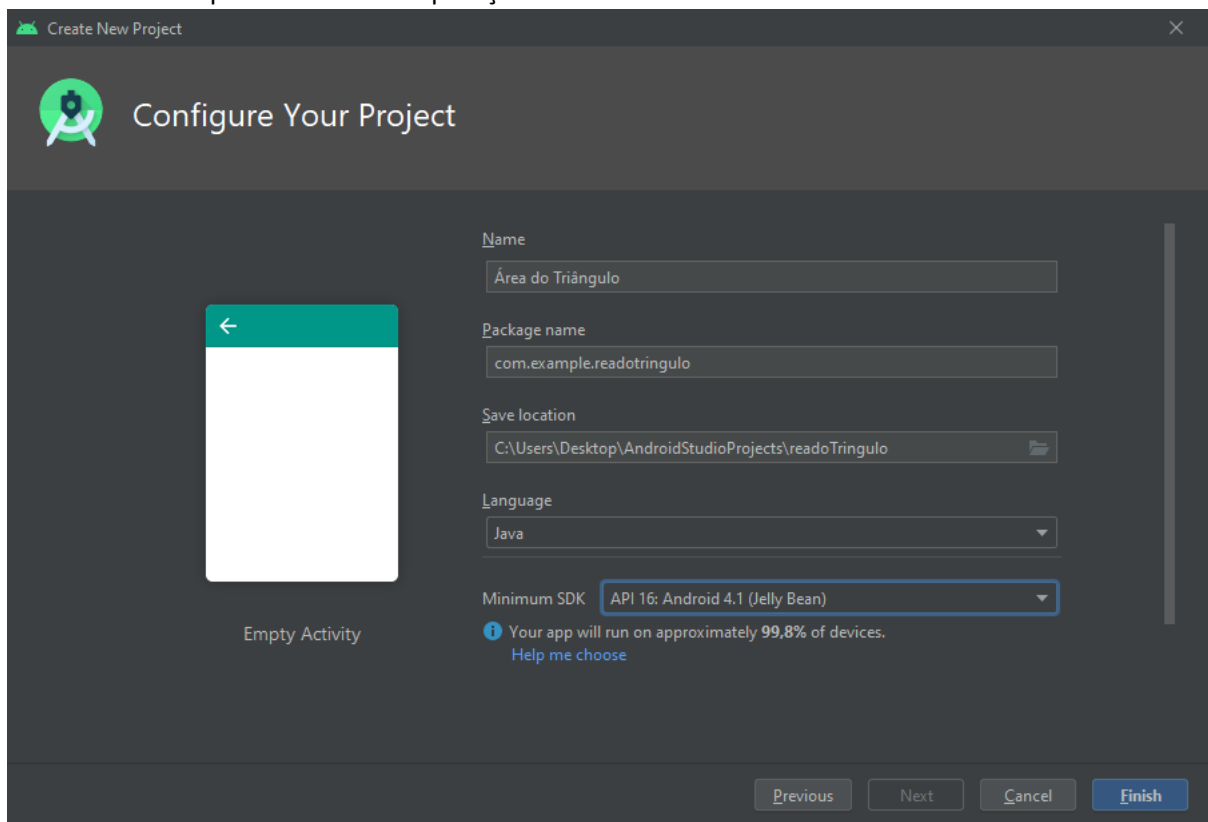 Create New Project
Configure Your Project
Name
Área do Triângulo
Package name
com.example.readotringulo
Save location
C:\Users\Desktop\AndroidStudioProjects\readoTringulo
Language
Java
Minimum SDK API 16: Android 4.1 (Jelly Bean)
Your app will run on approximately 99,8% of devices.
Help me choose
Empty Activity
Previous Next Cancel Finish